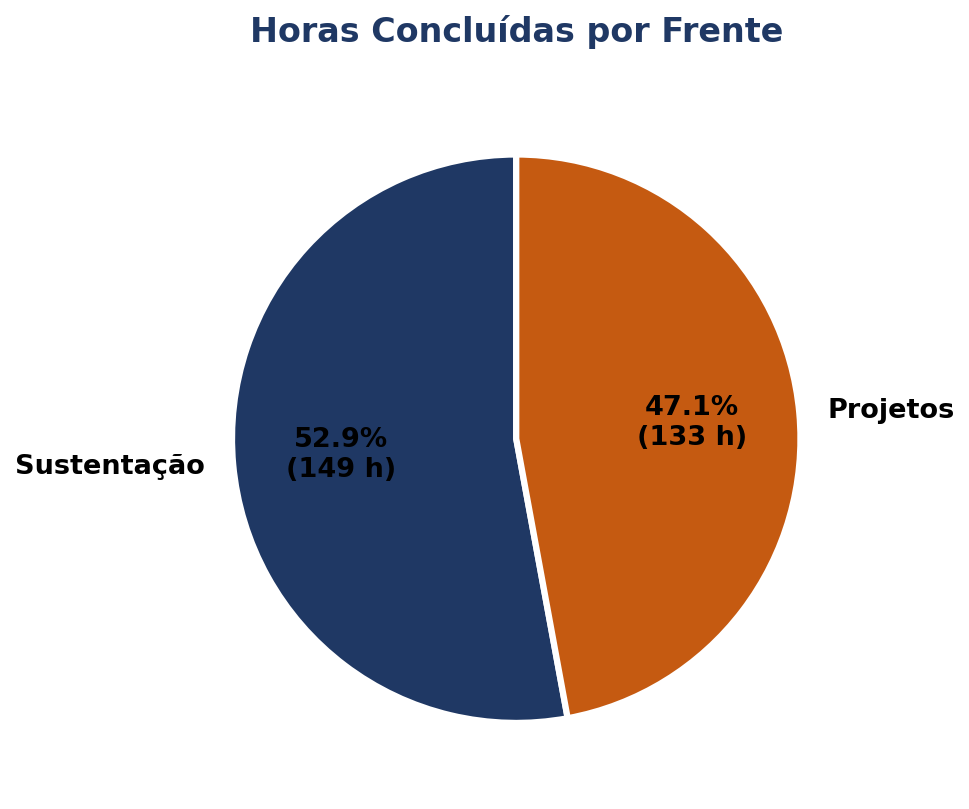 Horas Concluídas por Frente
47.1%
(133 h)
Projetos
52.9%
(149 h)
Sustentação